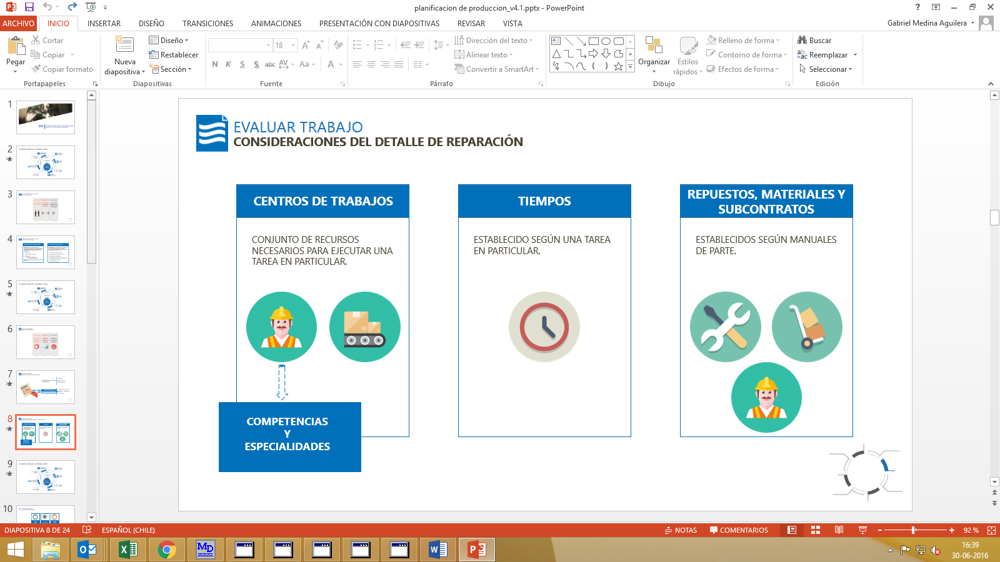 planificacion de produccion_v4.1.pptx - PowerPoint
ARCHIVO INICIO INSERTAR DISEÑO TRANSICIONES ANIMACIONES PRESENTACIÓN CON DIAPOSITIVAS REVISAR VISTA
Gabriel Medina Aguilera
Pegar
Cortar
Copiar
Copiar formato
Portapapeles
Nueva
diapositiva
Diseño
Restablecer
Sección
Diapositivas
18
N K S S abc AV Aa A
Fuente
Dirección del texto
Alinear texto
Convertir a SmartArt
Párrafo
Organizar
Estilos
rápidos
Relleno de forma
Contorno de forma
Efectos de forma
Dibujo
Buscar
Reemplazar
Seleccionar
Edición
1
2
3
4
5
6
7
8
9
10
EVALUAR TRABAJO
CONSIDERACIONES DEL DETALLE DE REPARACIÓN
CENTROS DE TRABAJOS
CONJUNTO DE RECURSOS
NECESARIOS PARA EJECUTAR UNA
TAREA EN PARTICULAR.
COMPETENCIAS
Y
ESPECIALIDADES
TIEMPOS
ESTABLECIDO SEGÚN UNA TAREA
EN PARTICULAR.
REPUESTOS, MATERIALES Y
SUBCONTRATOS
ESTABLECIDOS SEGÚN MANUALES
DE PARTE.
DIAPOSITIVA 8 DE 24 ESPAÑOL (CHILE) NOTAS COMENTARIOS 92 %
16:39
30-06-2016